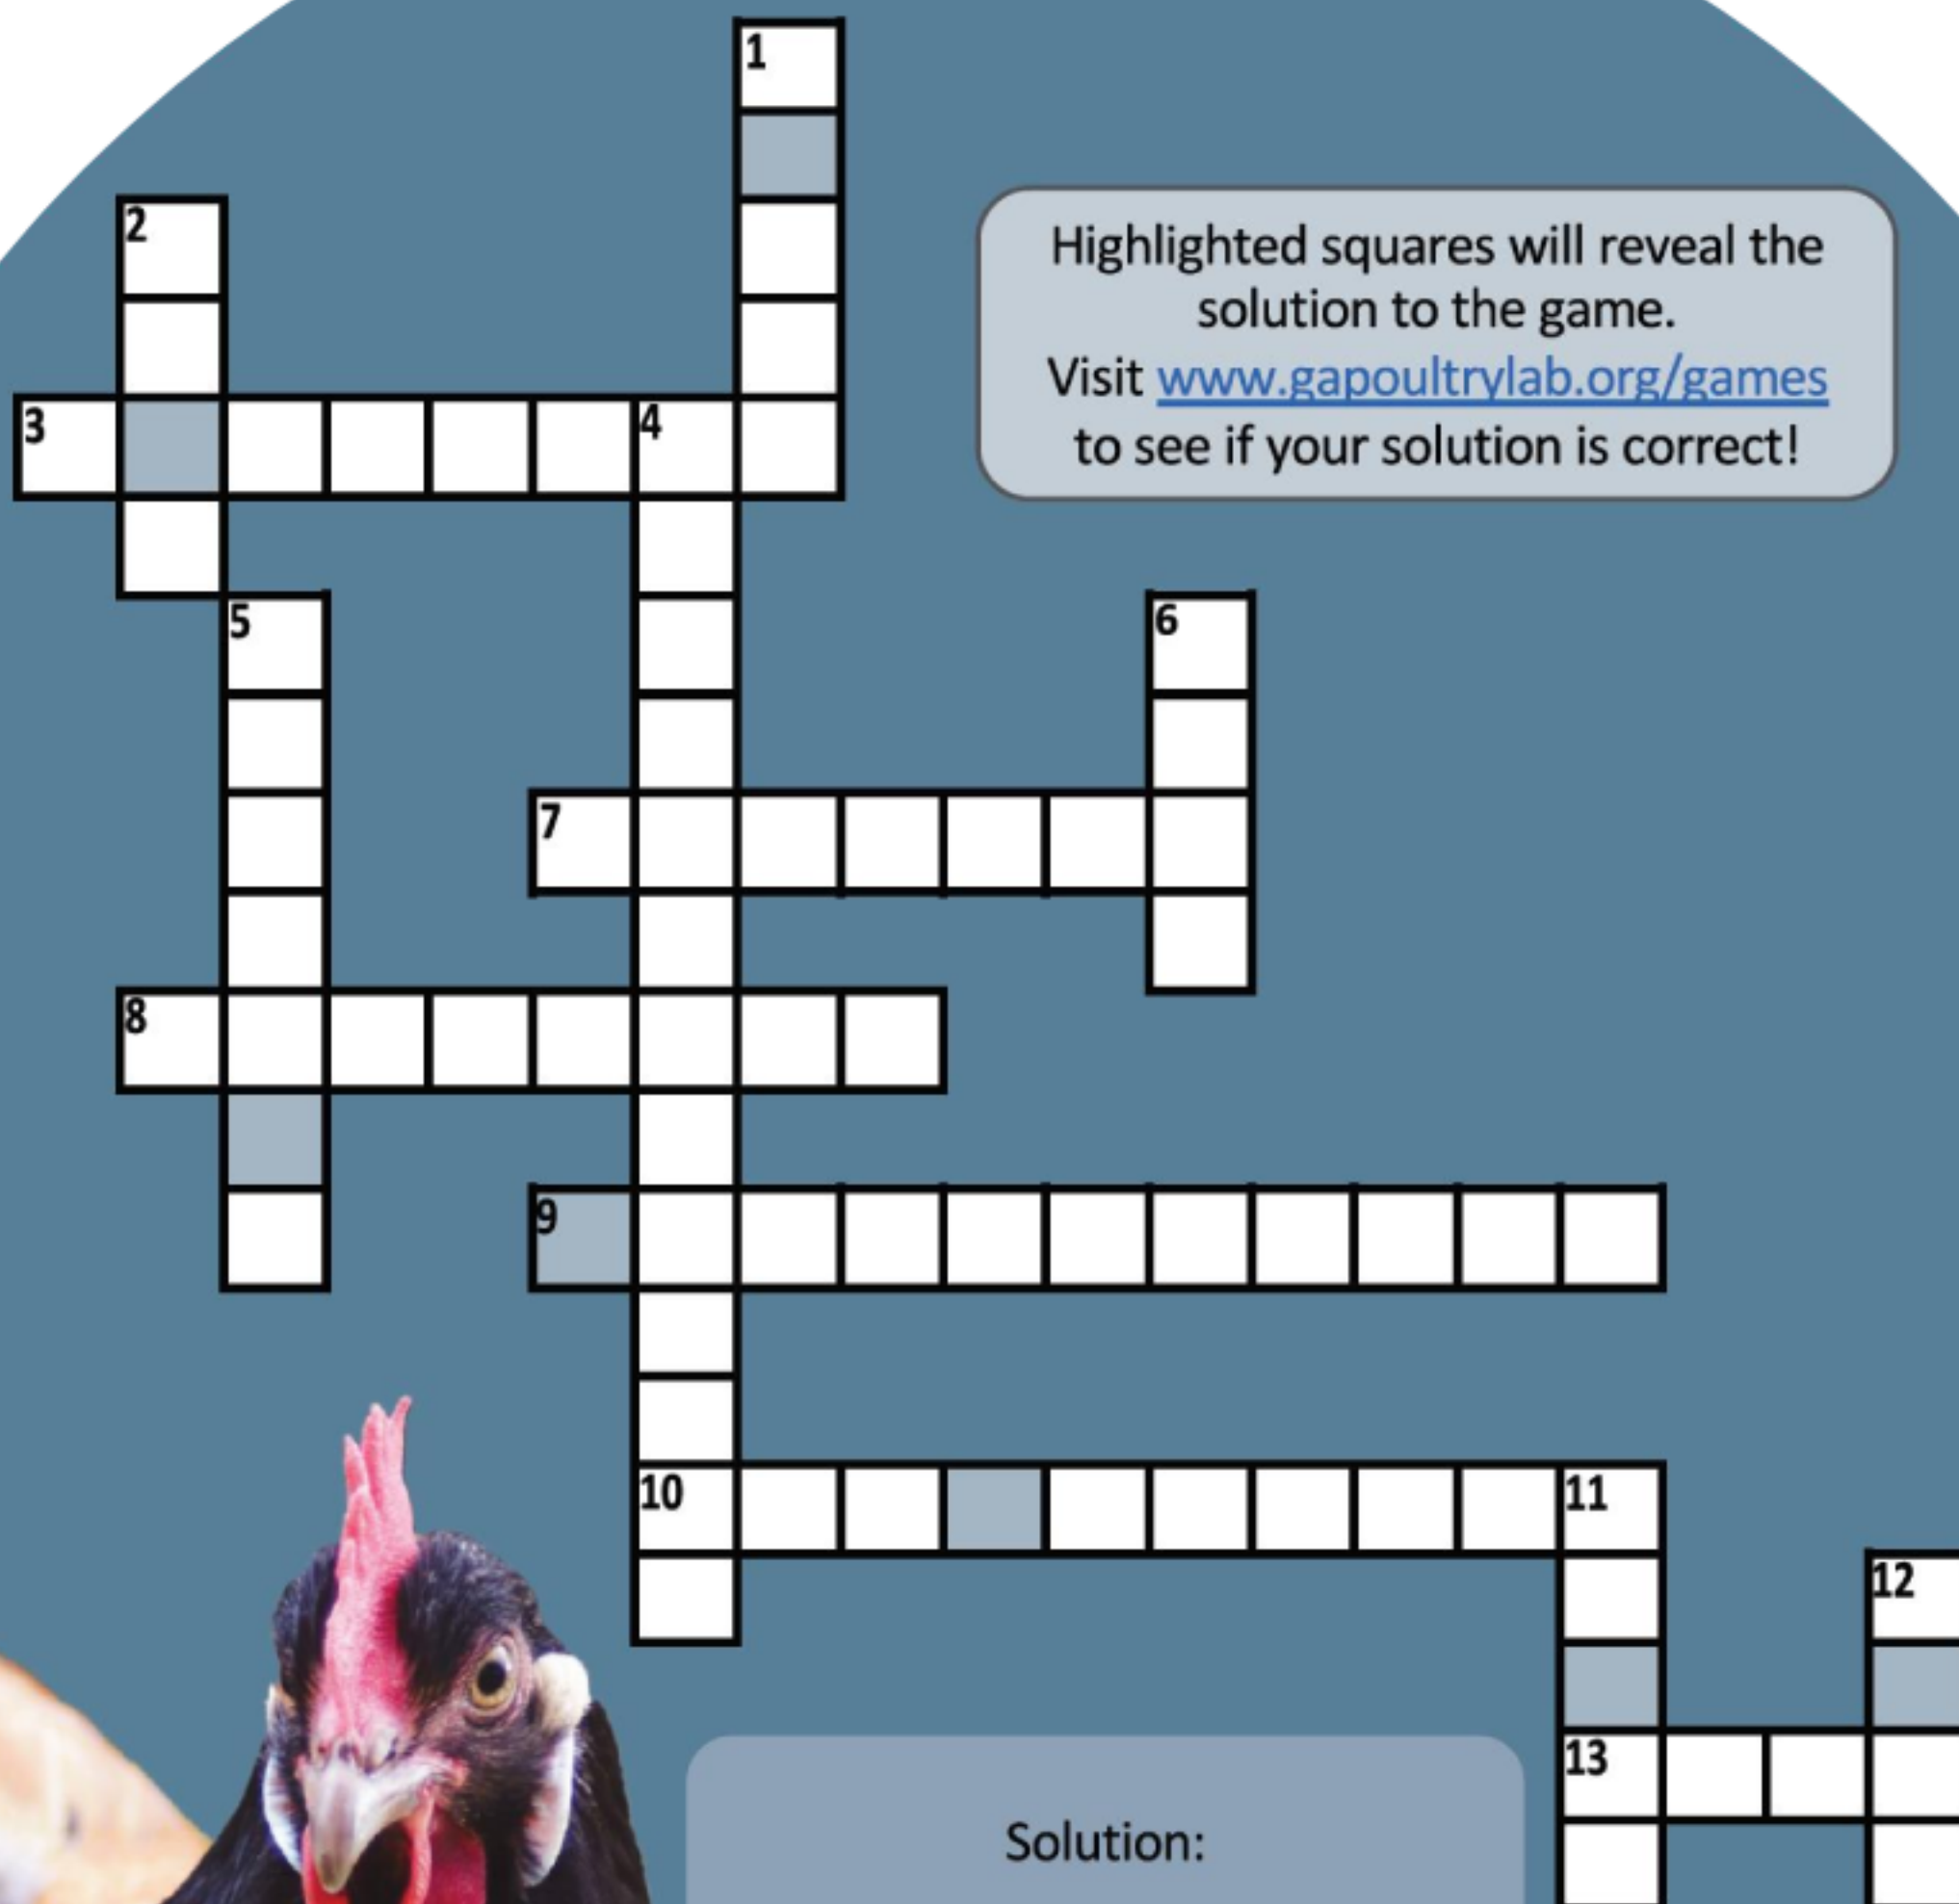 1
2
Highlighted squares will reveal the
solution to the game.
Visit www.gapoultrylab.org/games
to see if your solution is correct!
3 4
5 6
7
8
9
10 11
12
13
Solution: